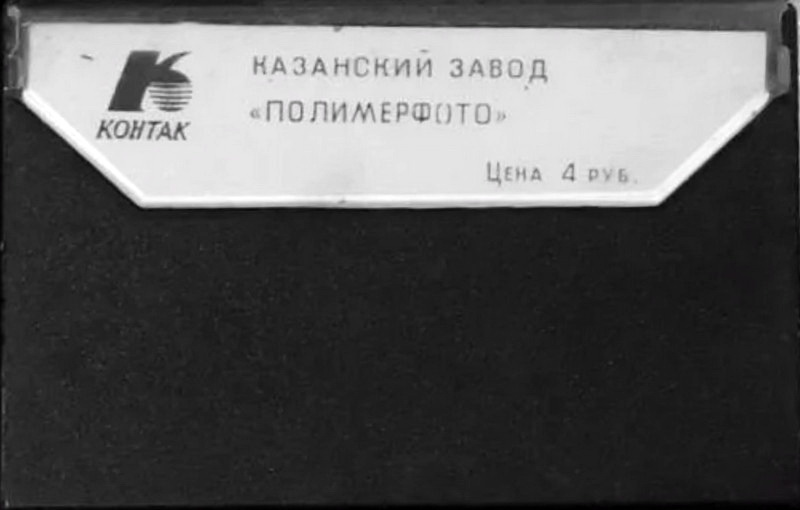 КОНТАК
КАЗАНСКИЙ ЗАВОД
«ПОЛИМЕРФОТО»
ЦЕНА 4 РУБ.